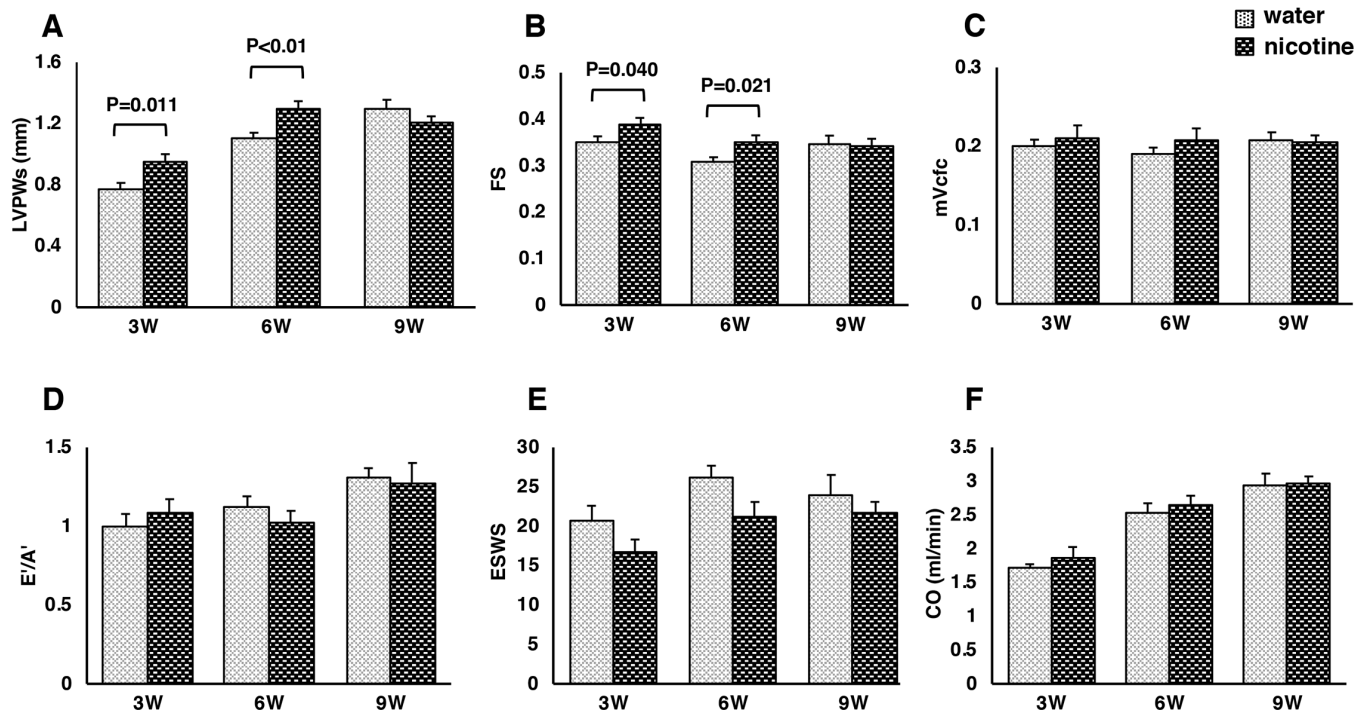 A
B
C
water
nicotine
P<0.01
P=0.011
LVPWs (mm)
1.6
1.2
0.8
0.4
0
3W
6W
9W
P=0.040
P=0.021
FS
0.5
0.4
0.3
0.2
0.1
0
3W
6W
9W
mVcfc
0.3
0.2
0.1
0
3W
6W
9W
D
E
F
E'/A'
1.5
1
0.5
0
3W
6W
9W
ESWS
30
25
20
15
10
5
0
3W
6W
9W
CO (ml/min)
3.5
3
2.5
2
1.5
1
0.5
0
3W
6W
9W